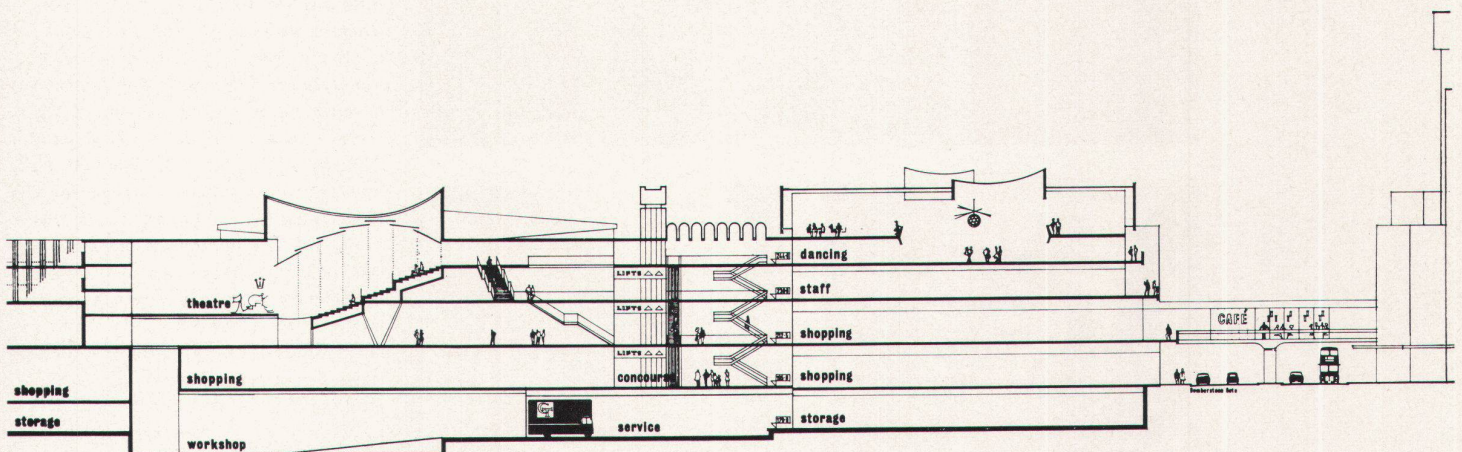 dancing
LIFTS
staff
theatre
LIFTS
CAFÉ
shopping
LIFTS
shopping
concourse
shopping
shopping
storage
service
storage
workshop